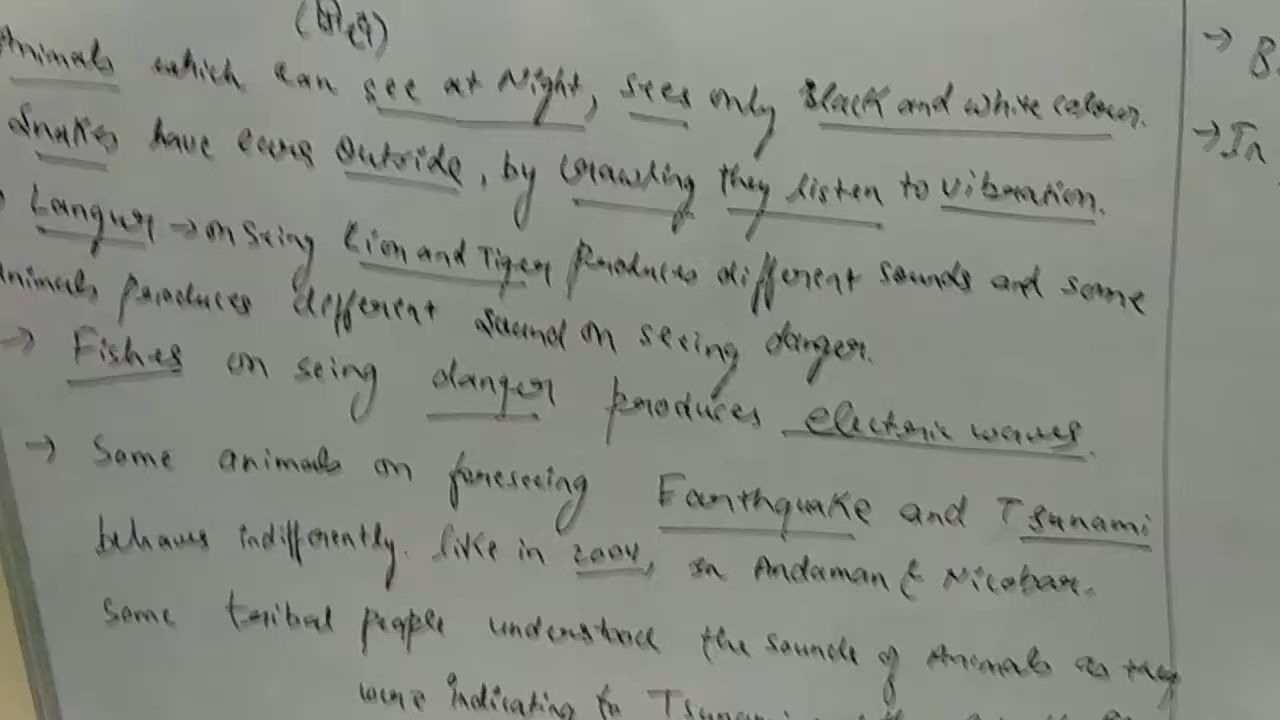 Animals which can see at Night, sees only Black and white colour.
Snakes have ears outside, by crawling they listen to vibration.
Langur → on seing Lion and Tiger produces different sounds and some
Animals produces different sound on seeing danger.
→ Fishes on seing danger produces electric waves.
→ Some animals on foreseeing Earthquake and Tsunami
behaves indifferently. like in 2004, in Andaman & Nicobar.
some tribal people understood the sounds of Animals as they
were indicating to Tsunami
→ B
→ In